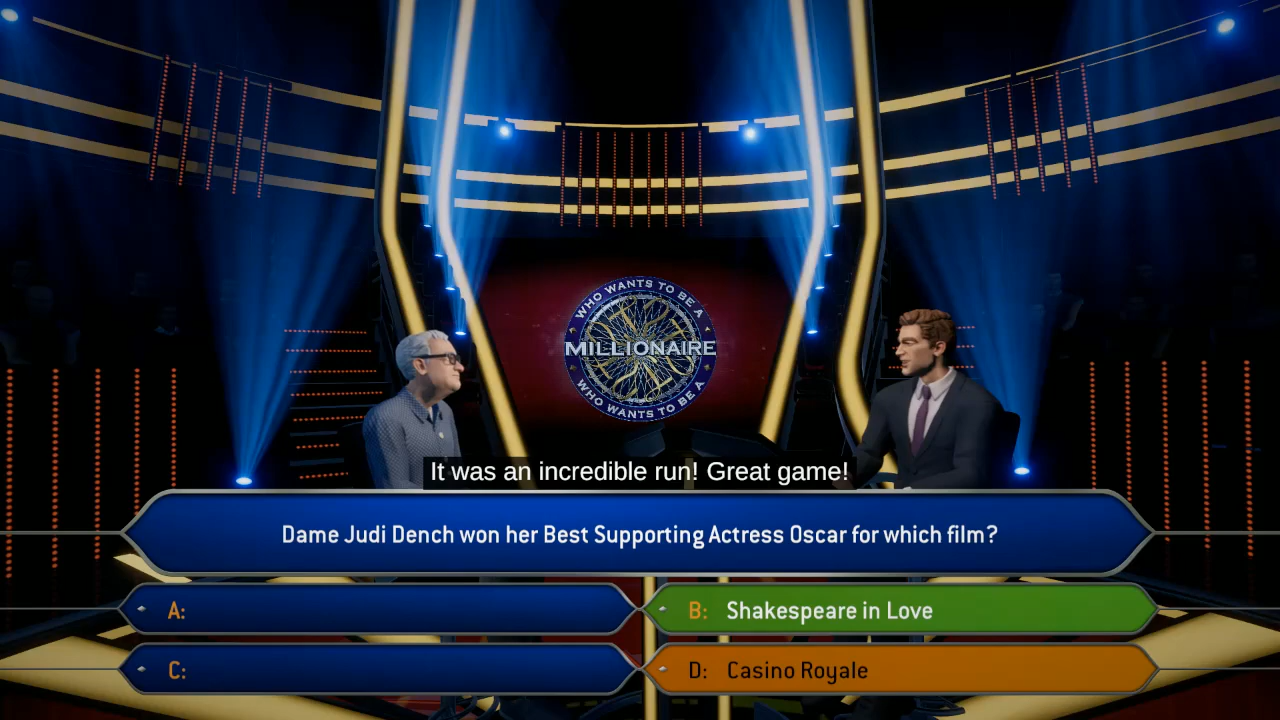 WHO WANTS TO BE A
MILLIONAIRE
WHO WANTS TO BE A
It was an incredible run! Great game!
Dame Judi Dench won her Best Supporting Actress Oscar for which film?
A:
B: Shakespeare in Love
C:
D: Casino Royale